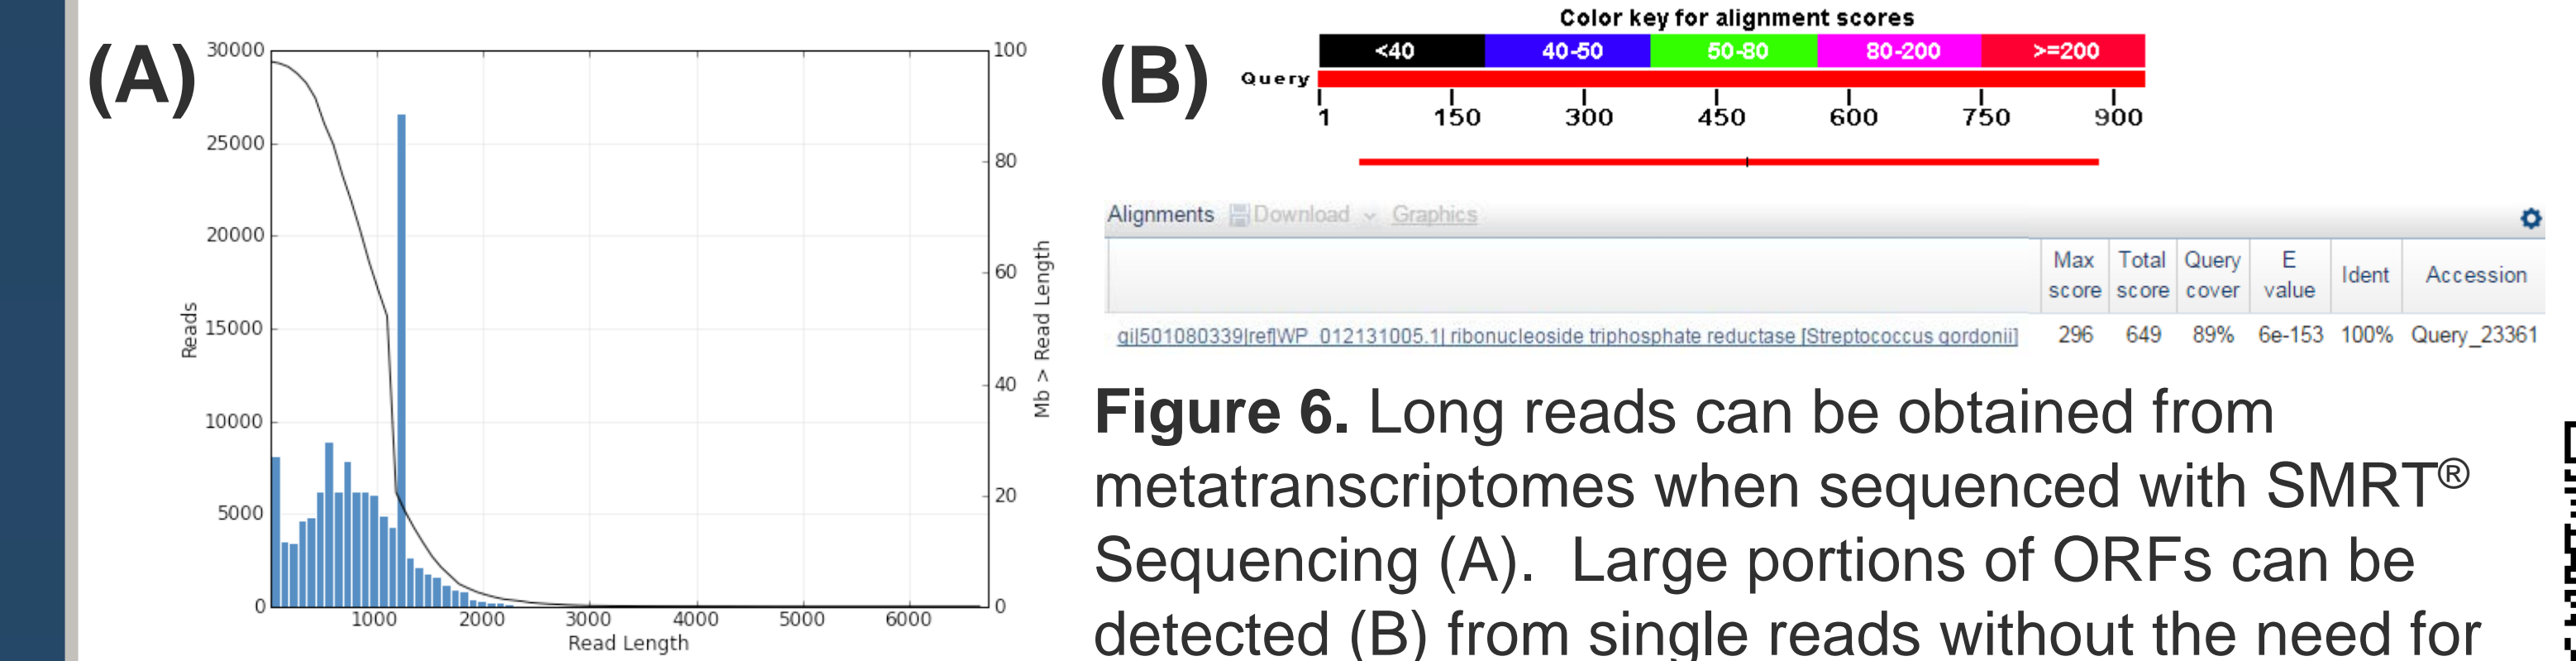 (A)
30000
25000
20000
15000
10000
5000
0
Reads
100
80
60
40
20
0
Mb > Read Length
1000 2000 3000 4000 5000 6000
Read Length
(B)
Color key for alignment scores
<40 40-50 50-80 80-200 >=200
Query
1 150 300 450 600 750 900
Alignments Download Graphics
Max score Total score Query cover E value Ident Accession
gi|501080339|ref|WP_012131005.1| ribonucleoside triphosphate reductase [Streptococcus gordonii] 296 649 89% 6e-153 100% Query_23361
Figure 6. Long reads can be obtained from
metatranscriptomes when sequenced with SMRT®
Sequencing (A). Large portions of ORFs can be
detected (B) from single reads without the need for